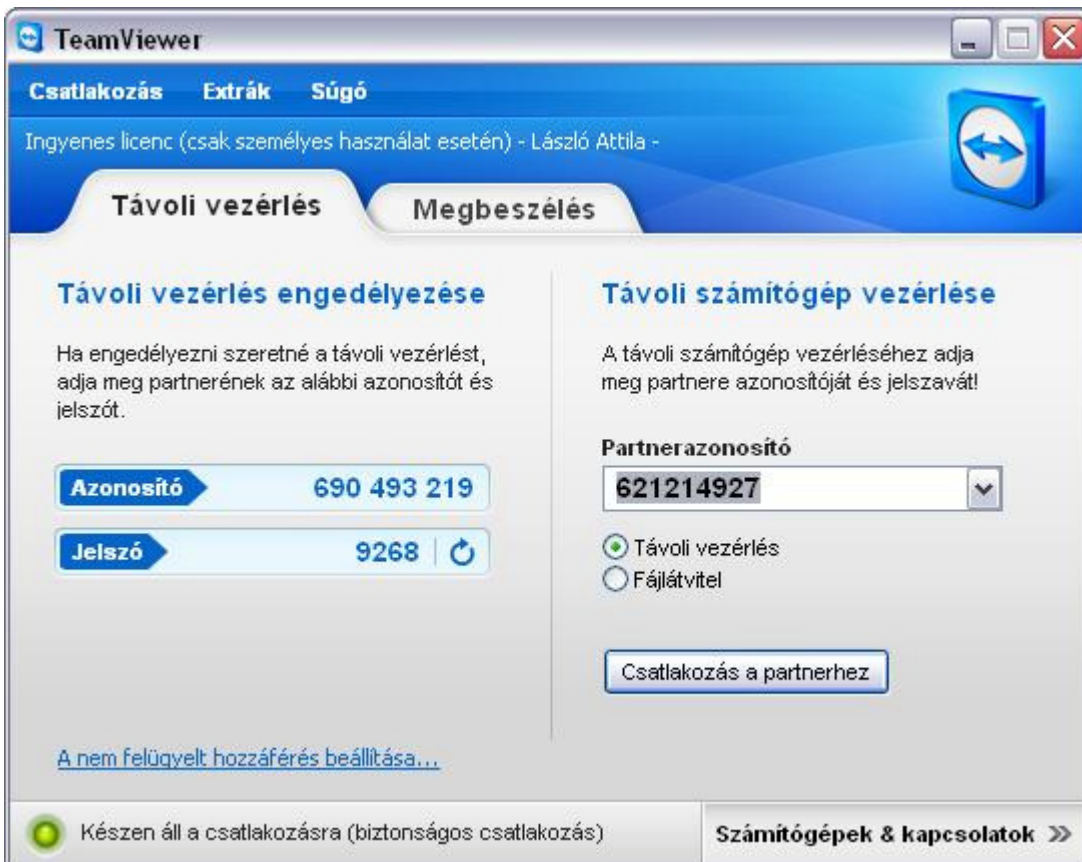 TeamViewer
Csatlakozás Extrák Súgó
Ingyenes licenc (csak személyes használat esetén) - László Attila -
Távoli vezérlés Megbeszélés
Távoli vezérlés engedélyezése
Ha engedélyezni szeretné a távoli vezérlést,
adja meg partnerének az alábbi azonosítót és
jelszót.
Azonosító 690 493 219
Jelszó 9268
A nem felügyelt hozzáférés beállítása...
Távoli számítógép vezérlése
A távoli számítógép vezérléséhez adja
meg partnere azonosítóját és jelszavát!
Partnerazonosító
621214927
Távoli vezérlés
Fájlátvitel
Csatlakozás a partnerhez
Készen áll a csatlakozásra (biztonságos csatlakozás)
Számítógépek & kapcsolatok >>